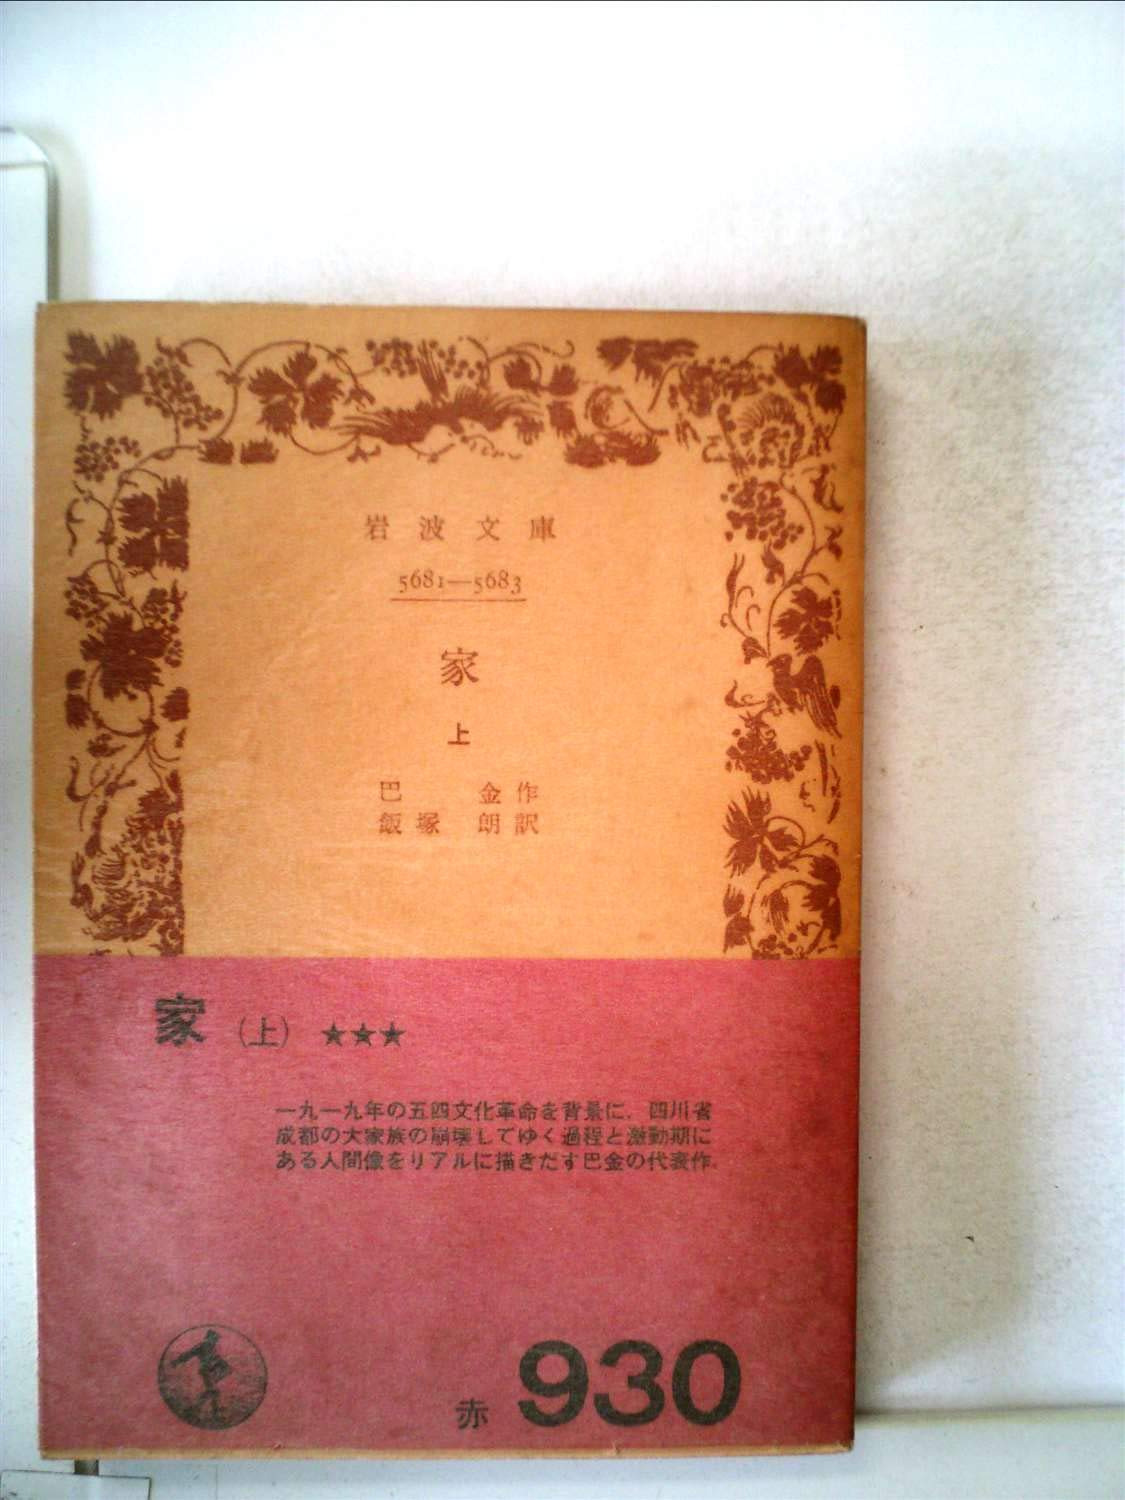 岩波文庫
5681—5683
家
上
巴 金 作
飯塚 朗 訳
家 (上) ★★★
一九一九年の五四文化革命を背景に、四川省
成都の大家族の崩壊してゆく過程と激動期に
ある人間像をリアルに描きだす巴金の代表作。
赤 930